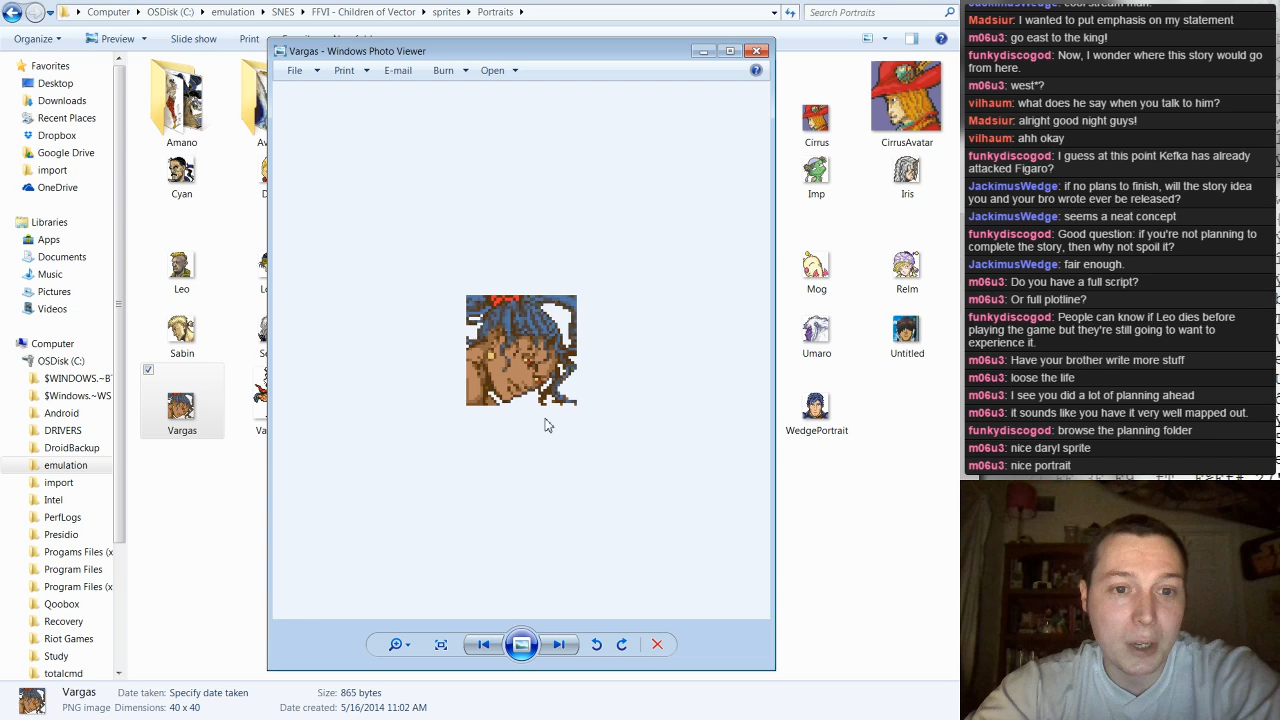 Computer ▸ OSDisk (C:) ▸ emulation ▸ SNES ▸ FFVI - Children of Vector ▸ sprites ▸ Portraits ▸
Search Portraits
Organize
Preview
Slide show
Print
Favorites
Desktop
Downloads
Recent Places
Dropbox
Google Drive
import
OneDrive
Libraries
Apps
Documents
Music
Pictures
Videos
Computer
OSDisk (C:)
$WINDOWS.~BT
$Windows.~WS
Android
DRIVERS
DroidBackup
emulation
import
Intel
PerfLogs
Presidio
Progams Files (x
Program Files
Program Files (x
Qoobox
Recovery
Riot Games
Study
totalcmd
Amano
Cyan
Leo
Sabin
Vargas
Vargas - Windows Photo Viewer
File
Print
E-mail
Burn
Open
Cirrus
CirrusAvatar
Imp
Iris
Mog
Relm
Umaro
Untitled
WedgePortrait
Vargas
PNG image
Date taken: Specify date taken
Dimensions: 40 x 40
Size: 865 bytes
Date created: 5/16/2014 11:02 AM
Madsiur: I wanted to put emphasis on my statement
m06u3: go east to the king!
funkydiscogod: Now, I wonder where this story would go
from here.
m06u3: west*?
vilhaum: what does he say when you talk to him?
Madsiur: alright good night guys!
vilhaum: ahh okay
funkydiscogod: I guess at this point Kefka has already
attacked Figaro?
JackimusWedge: if no plans to finish, will the story idea
you and your bro wrote ever be released?
JackimusWedge: seems a neat concept
funkydiscogod: Good question: if you're not planning to
complete the story, then why not spoil it?
JackimusWedge: fair enough.
m06u3: Do you have a full script?
m06u3: Or full plotline?
funkydiscogod: People can know if Leo dies before
playing the game but they're still going to want to
experience it.
m06u3: Have your brother write more stuff
m06u3: loose the life
m06u3: I see you did a lot of planning ahead
m06u3: it sounds like you have it very well mapped out.
funkydiscogod: browse the planning folder
m06u3: nice daryl sprite
m06u3: nice portrait